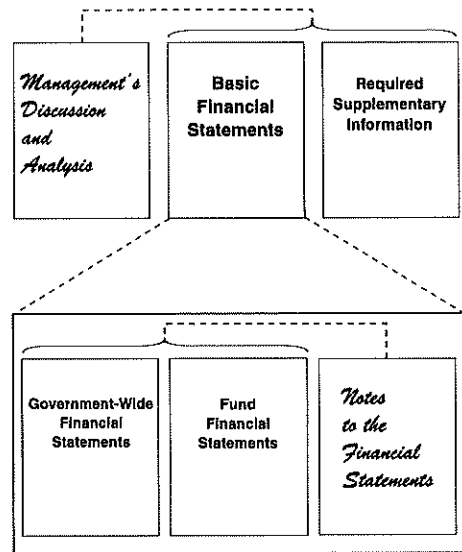 Management's
Discussion
and
Analysis
Basic
Financial
Statements
Required
Supplementary
Information
Government-Wide
Financial
Statements
Fund
Financial
Statements
Notes
to the
Financial
Statements